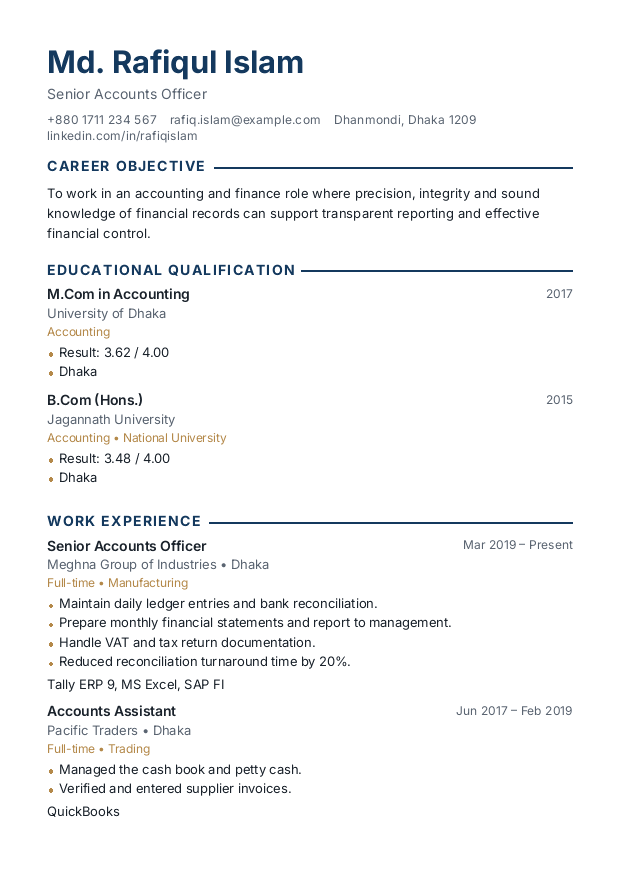 Md. Rafiqul Islam
Senior Accounts Officer
+880 1711 234 567 rafiq.islam@example.com Dhanmondi, Dhaka 1209
linkedin.com/in/rafiqislam
CAREER OBJECTIVE
To work in an accounting and finance role where precision, integrity and sound
knowledge of financial records can support transparent reporting and effective
financial control.
EDUCATIONAL QUALIFICATION
M.Com in Accounting 2017
University of Dhaka
Accounting
• Result: 3.62 / 4.00
• Dhaka
B.Com (Hons.) 2015
Jagannath University
Accounting • National University
• Result: 3.48 / 4.00
• Dhaka
WORK EXPERIENCE
Senior Accounts Officer Mar 2019 – Present
Meghna Group of Industries • Dhaka
Full-time • Manufacturing
• Maintain daily ledger entries and bank reconciliation.
• Prepare monthly financial statements and report to management.
• Handle VAT and tax return documentation.
• Reduced reconciliation turnaround time by 20%.
Tally ERP 9, MS Excel, SAP FI
Accounts Assistant Jun 2017 – Feb 2019
Pacific Traders • Dhaka
Full-time • Trading
• Managed the cash book and petty cash.
• Verified and entered supplier invoices.
QuickBooks